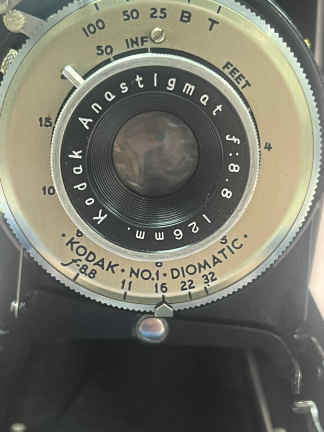 100 50 25 B T
50 INF FEET
15 4
10
Kodak Anastigmat f:8.8 126mm.
·KODAK·NO.1·DIOMATIC·
f-8.8 11 16 22 32